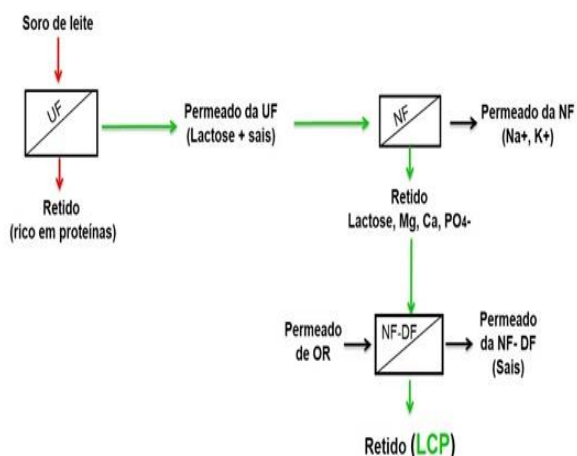 Soro de leite
UF
Permeado da UF
(Lactose + sais)
NF
Permeado da NF
(Na+, K+)
Retido
(rico em proteínas)
Retido
Lactose, Mg, Ca, PO4-
Permeado
de OR
NF-DF
Permeado
da NF- DF
(Sais)
Retido (LCP)